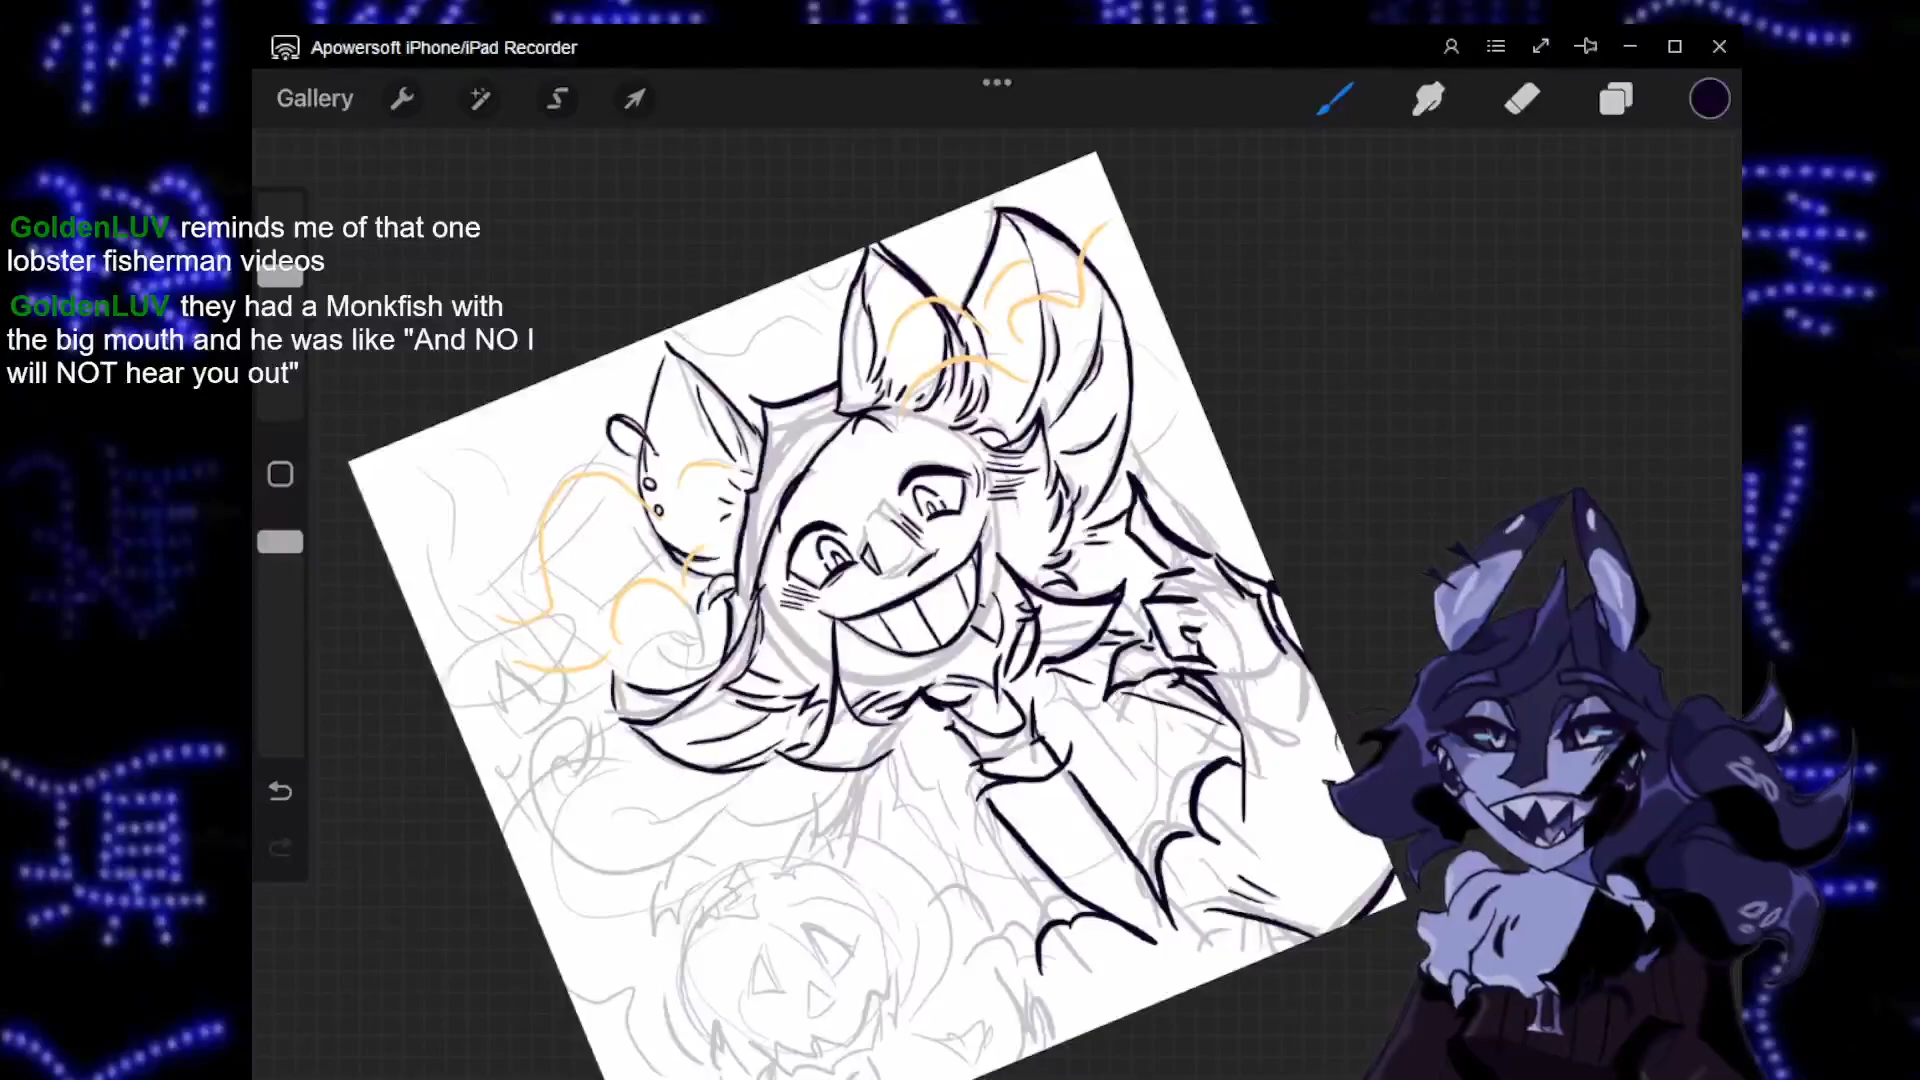 Apowersoft iPhone/iPad Recorder
Gallery
GoldenLUV reminds me of that one
lobster fisherman videos
GoldenLUV they had a Monkfish with
the big mouth and he was like "And NO I
will NOT hear you out"